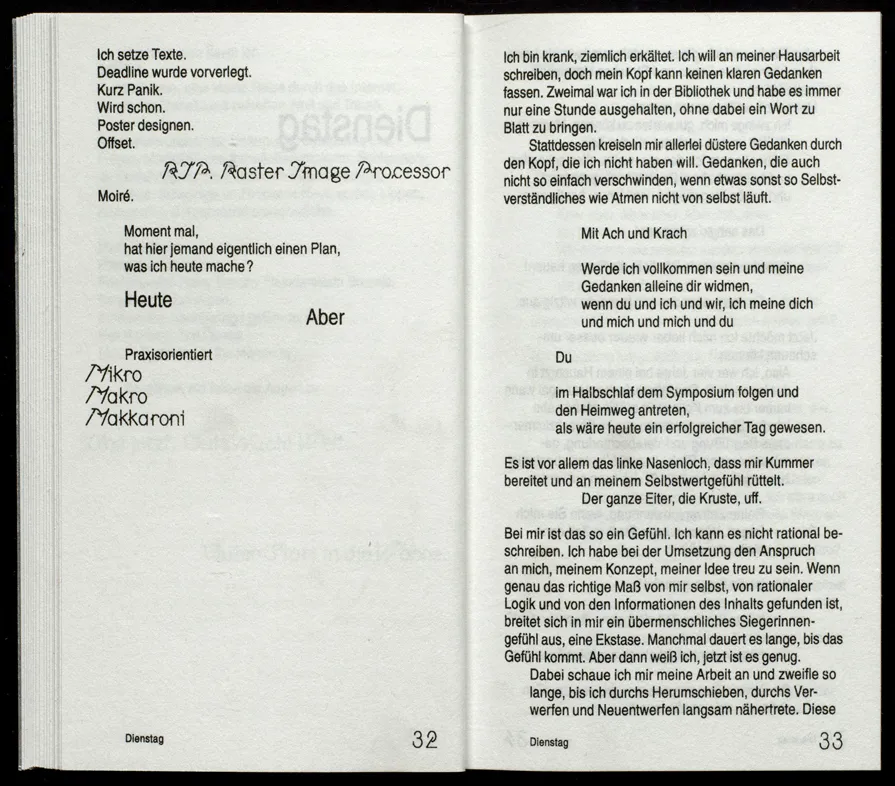 Ich setze Texte.
Deadline wurde vorverlegt.
Kurz Panik.
Wird schon.
Poster designen.
Offset.
RIP. Raster Image Processor
Moiré.
Moment mal,
hat hier jemand eigentlich einen Plan,
was ich heute mache?
Heute
Aber
Praxisorientiert
Mikro
Makro
Makkaroni
Dienstag
32
Ich bin krank, ziemlich erkältet. Ich will an meiner Hausarbeit
schreiben, doch mein Kopf kann keinen klaren Gedanken
fassen. Zweimal war ich in der Bibliothek und habe es immer
nur eine Stunde ausgehalten, ohne dabei ein Wort zu
Blatt zu bringen.
Stattdessen kreiseln mir allerlei düstere Gedanken durch
den Kopf, die ich nicht haben will. Gedanken, die auch
nicht so einfach verschwinden, wenn etwas sonst so Selbst-
verständliches wie Atmen nicht von selbst läuft.
Mit Ach und Krach
Werde ich vollkommen sein und meine
Gedanken alleine dir widmen,
wenn du und ich und wir, ich meine dich
und mich und mich und du
Du
im Halbschlaf dem Symposium folgen und
den Heimweg antreten,
als wäre heute ein erfolgreicher Tag gewesen.
Es ist vor allem das linke Nasenloch, dass mir Kummer
bereitet und an meinem Selbstwertgefühl rüttelt.
Der ganze Eiter, die Kruste, uff.
Bei mir ist das so ein Gefühl. Ich kann es nicht rational be-
schreiben. Ich habe bei der Umsetzung den Anspruch
an mich, meinem Konzept, meiner Idee treu zu sein. Wenn
genau das richtige Maß von mir selbst, von rationaler
Logik und von den Informationen des Inhalts gefunden ist,
breitet sich in mir ein übermenschliches Siegerinnen-
gefühl aus, eine Ekstase. Manchmal dauert es lange, bis das
Gefühl kommt. Aber dann weiß ich, jetzt ist es genug.
Dabei schaue ich mir meine Arbeit an und zweifle so
lange, bis ich durchs Herumschieben, durchs Ver-
werfen und Neuentwerfen langsam nähertrete. Diese
Dienstag
33